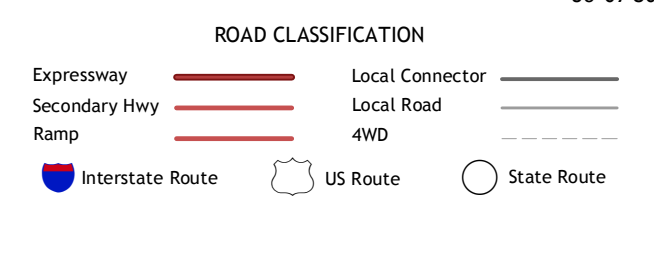 ROAD CLASSIFICATION
Expressway
Secondary Hwy
Ramp
Local Connector
Local Road
4WD
Interstate Route
US Route
State Route